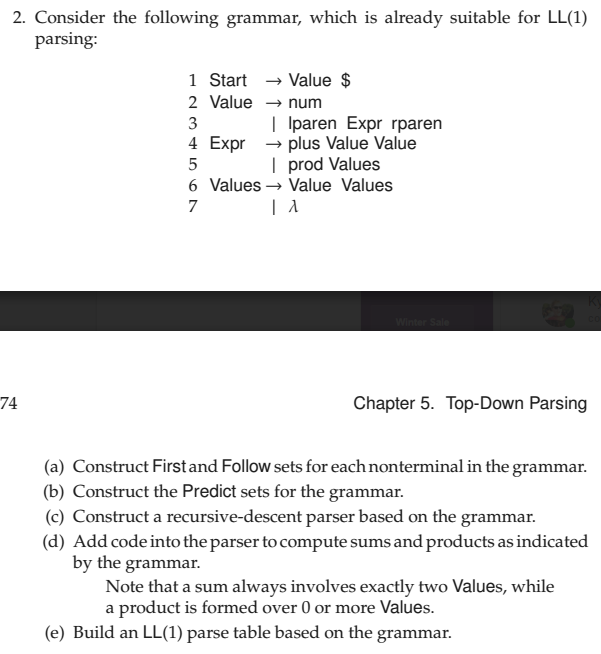 2. Consider the following grammar, which is already suitable for LL(1)
parsing:
1 Start → Value $
2 Value → num
3 | lparen Expr rparen
4 Expr → plus Value Value
5 | prod Values
6 Values → Value Values
7 | λ
Winter Sale
74 Chapter 5. Top-Down Parsing
(a) Construct First and Follow sets for each nonterminal in the grammar.
(b) Construct the Predict sets for the grammar.
(c) Construct a recursive-descent parser based on the grammar.
(d) Add code into the parser to compute sums and products as indicated
by the grammar.
Note that a sum always involves exactly two Values, while
a product is formed over 0 or more Values.
(e) Build an LL(1) parse table based on the grammar.